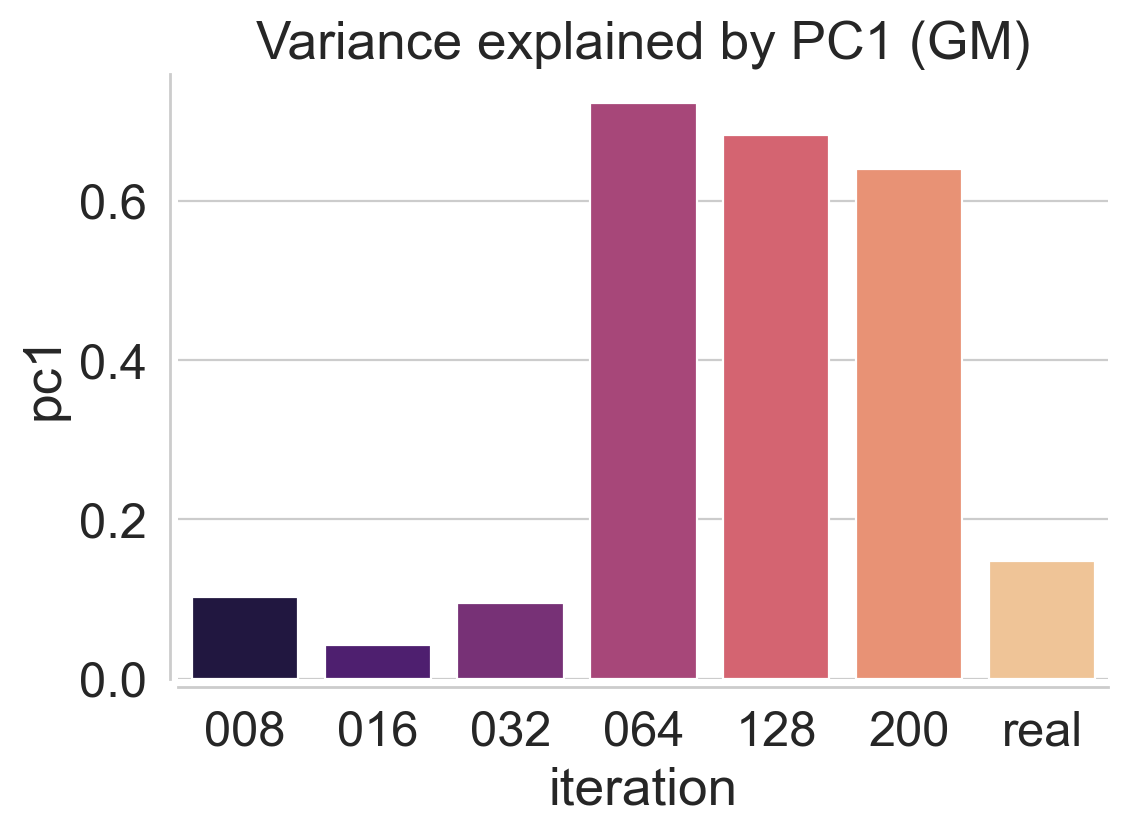 Variance explained by PC1 (GM)
pc1
0.6
0.4
0.2
0.0
008 016 032 064 128 200 real
iteration